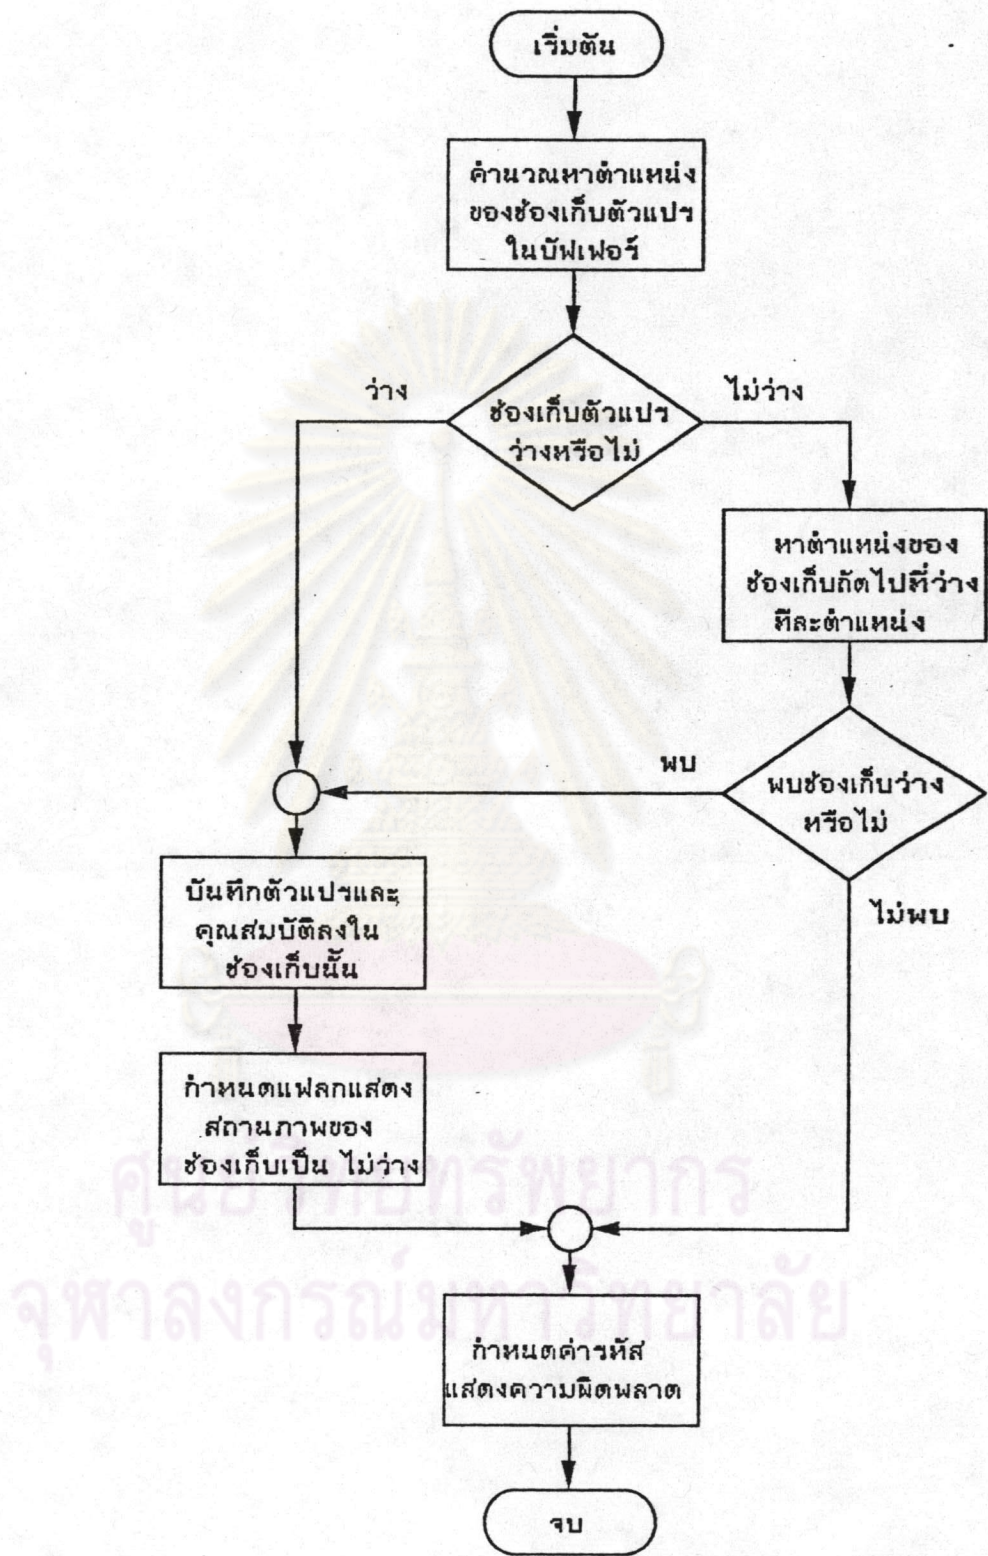 เริ่มต้น
คำนวณหาตำแหน่ง
ของช่องเก็บตัวแปร
ในบัฟเฟอร์
ว่าง
ไม่ว่าง
ช่องเก็บตัวแปร
ว่างหรือไม่
หาตำแหน่งของ
ช่องเก็บถัดไปที่ว่าง
ทีละตำแหน่ง
พบ
พบช่องเก็บว่าง
หรือไม่
ไม่พบ
บันทึกตัวแปรและ
คุณสมบัติลงใน
ช่องเก็บนั้น
กำหนดแฟลกแสดง
สถานภาพของ
ช่องเก็บเป็น ไม่ว่าง
ศูนย์วิทยทรัพยากร
จุฬาลงกรณ์มหาวิทยาลัย
กำหนดค่ารหัส
แสดงความผิดพลาด
จบ